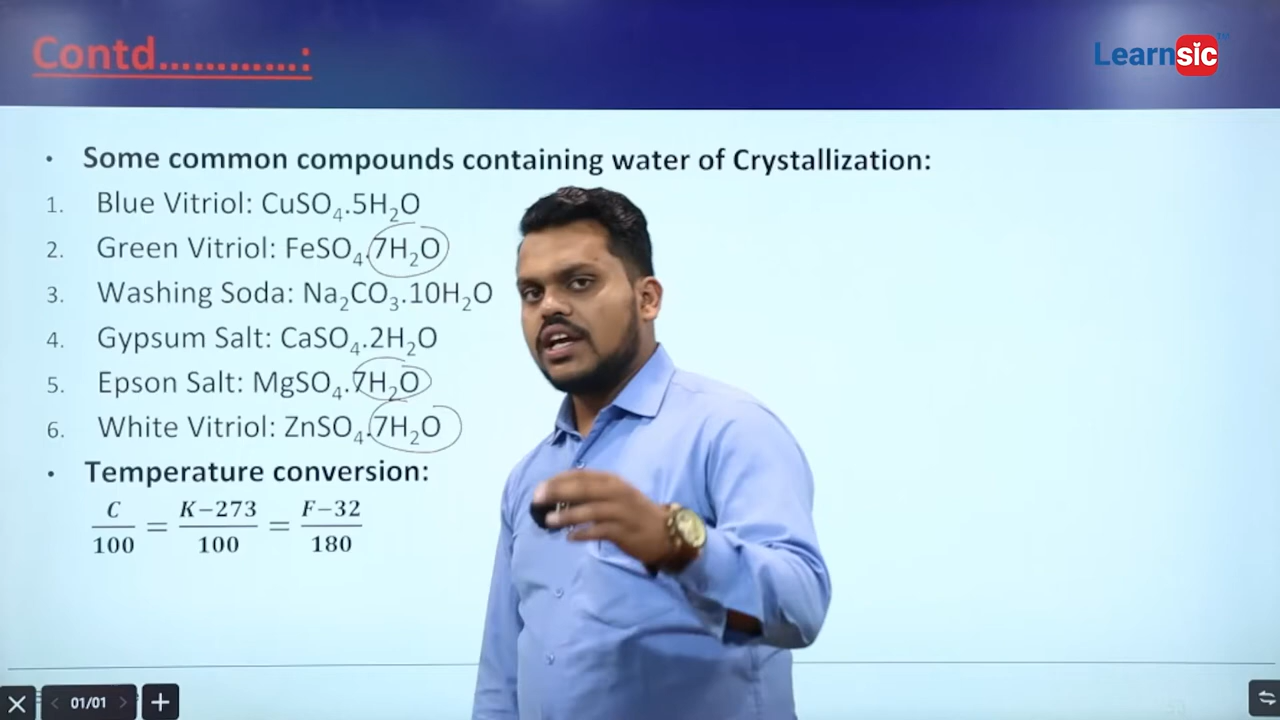 Contd............:
Learnsic™
• Some common compounds containing water of Crystallization:
1. Blue Vitriol: CuSO₄.5H₂O
2. Green Vitriol: FeSO₄.7H₂O
3. Washing Soda: Na₂CO₃.10H₂O
4. Gypsum Salt: CaSO₄.2H₂O
5. Epson Salt: MgSO₄.7H₂O
6. White Vitriol: ZnSO₄.7H₂O
• Temperature conversion:
C/100 = K−273/100 = F−32/180
01/01